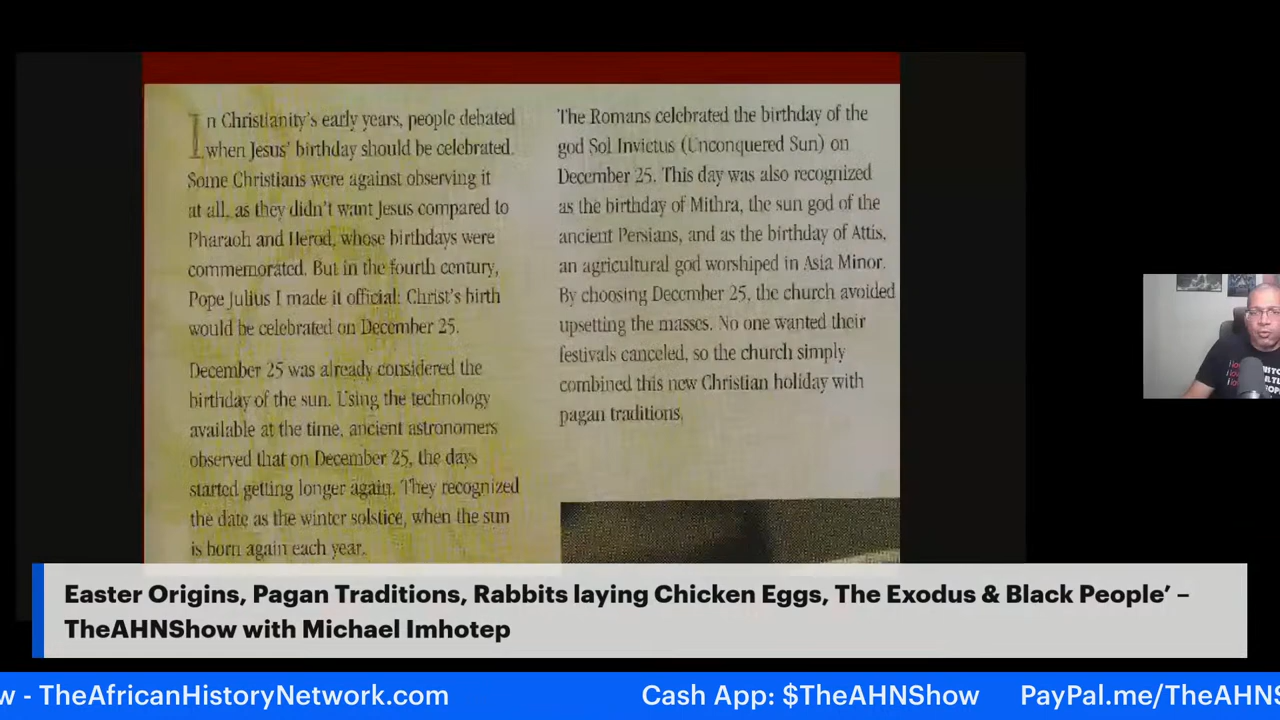 In Christianity's early years, people debated
when Jesus' birthday should be celebrated.
Some Christians were against observing it
at all, as they didn't want Jesus compared to
Pharaoh and Herod, whose birthdays were
commemorated. But in the fourth century,
Pope Julius I made it official: Christ's birth
would be celebrated on December 25.
December 25 was already considered the
birthday of the sun. Using the technology
available at the time, ancient astronomers
observed that on December 25, the days
started getting longer again. They recognized
the date as the winter solstice, when the sun
is born again each year.
The Romans celebrated the birthday of the
god Sol Invictus (Unconquered Sun) on
December 25. This day was also recognized
as the birthday of Mithra, the sun god of the
ancient Persians, and as the birthday of Attis,
an agricultural god worshiped in Asia Minor.
By choosing December 25, the church avoided
upsetting the masses. No one wanted their
festivals canceled, so the church simply
combined this new Christian holiday with
pagan traditions.
Easter Origins, Pagan Traditions, Rabbits laying Chicken Eggs, The Exodus & Black People' –
TheAHNShow with Michael Imhotep
w - TheAfricanHistoryNetwork.com Cash App: $TheAHNShow PayPal.me/TheAHNS